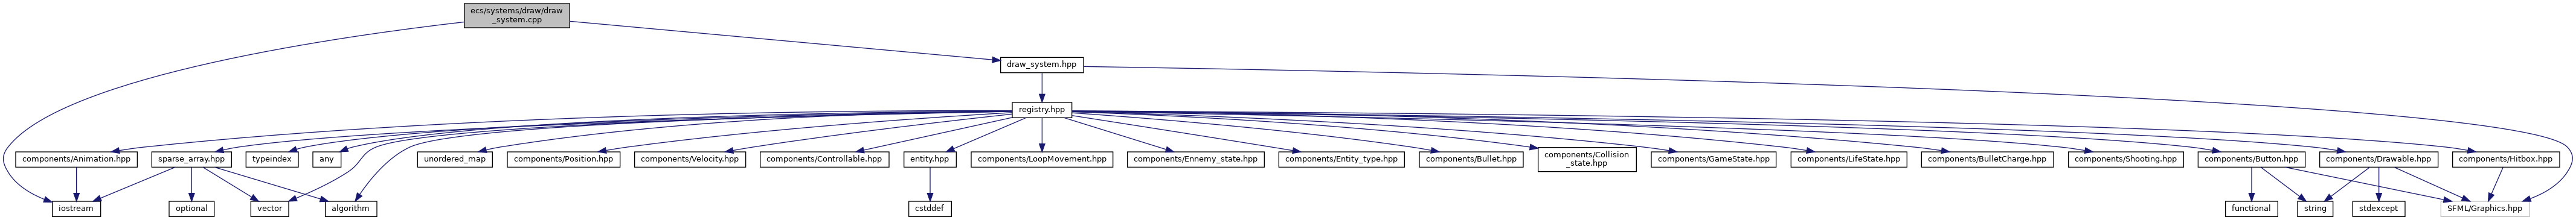 ecs/systems/draw/draw
_system.cpp
draw_system.hpp
registry.hpp
components/Animation.hpp
sparse_array.hpp
typeindex
any
unordered_map
components/Position.hpp
components/Velocity.hpp
components/Controllable.hpp
entity.hpp
components/LoopMovement.hpp
components/Ennemy_state.hpp
components/Entity_type.hpp
components/Bullet.hpp
components/Collision
_state.hpp
components/GameState.hpp
components/LifeState.hpp
components/BulletCharge.hpp
components/Shooting.hpp
components/Button.hpp
components/Drawable.hpp
components/Hitbox.hpp
iostream
optional
vector
algorithm
cstddef
functional
string
stdexcept
SFML/Graphics.hpp